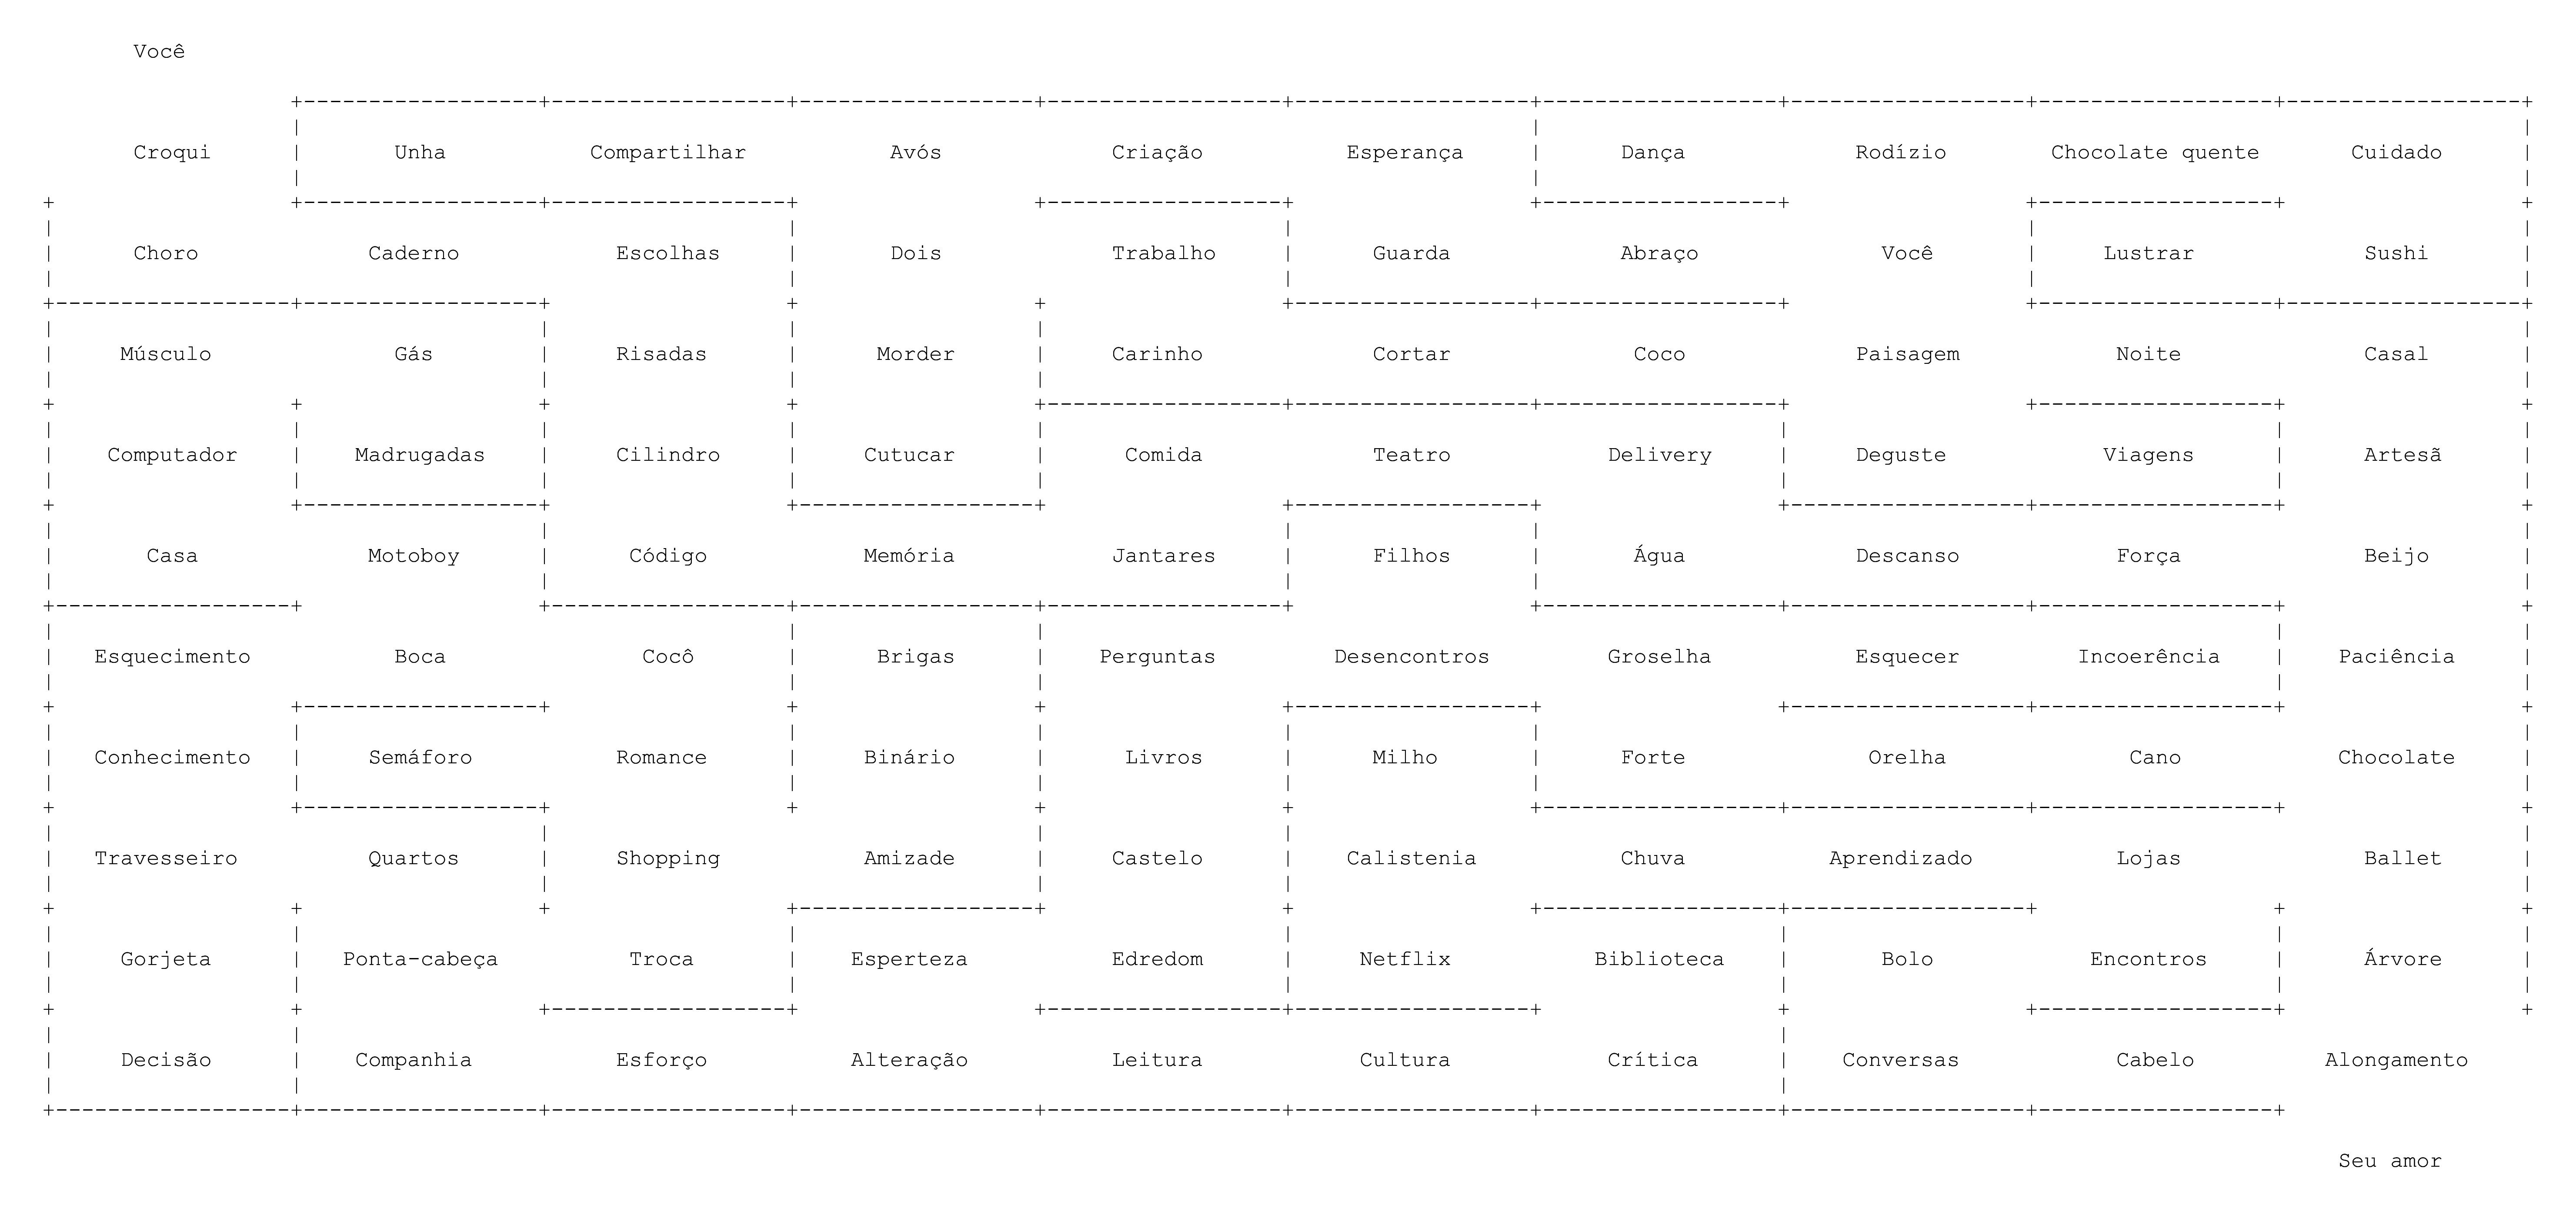 Você
Croqui Unha Compartilhar Avós Criação Esperança Dança Rodízio Chocolate quente Cuidado
Choro Caderno Escolhas Dois Trabalho Guarda Abraço Você Lustrar Sushi
Músculo Gás Risadas Morder Carinho Cortar Coco Paisagem Noite Casal
Computador Madrugadas Cilindro Cutucar Comida Teatro Delivery Deguste Viagens Artesã
Casa Motoboy Código Memória Jantares Filhos Água Descanso Força Beijo
Esquecimento Boca Cocô Brigas Perguntas Desencontros Groselha Esquecer Incoerência Paciência
Conhecimento Semáforo Romance Binário Livros Milho Forte Orelha Cano Chocolate
Travesseiro Quartos Shopping Amizade Castelo Calistenia Chuva Aprendizado Lojas Ballet
Gorjeta Ponta-cabeça Troca Esperteza Edredom Netflix Biblioteca Bolo Encontros Árvore
Decisão Companhia Esforço Alteração Leitura Cultura Crítica Conversas Cabelo Alongamento
Seu amor